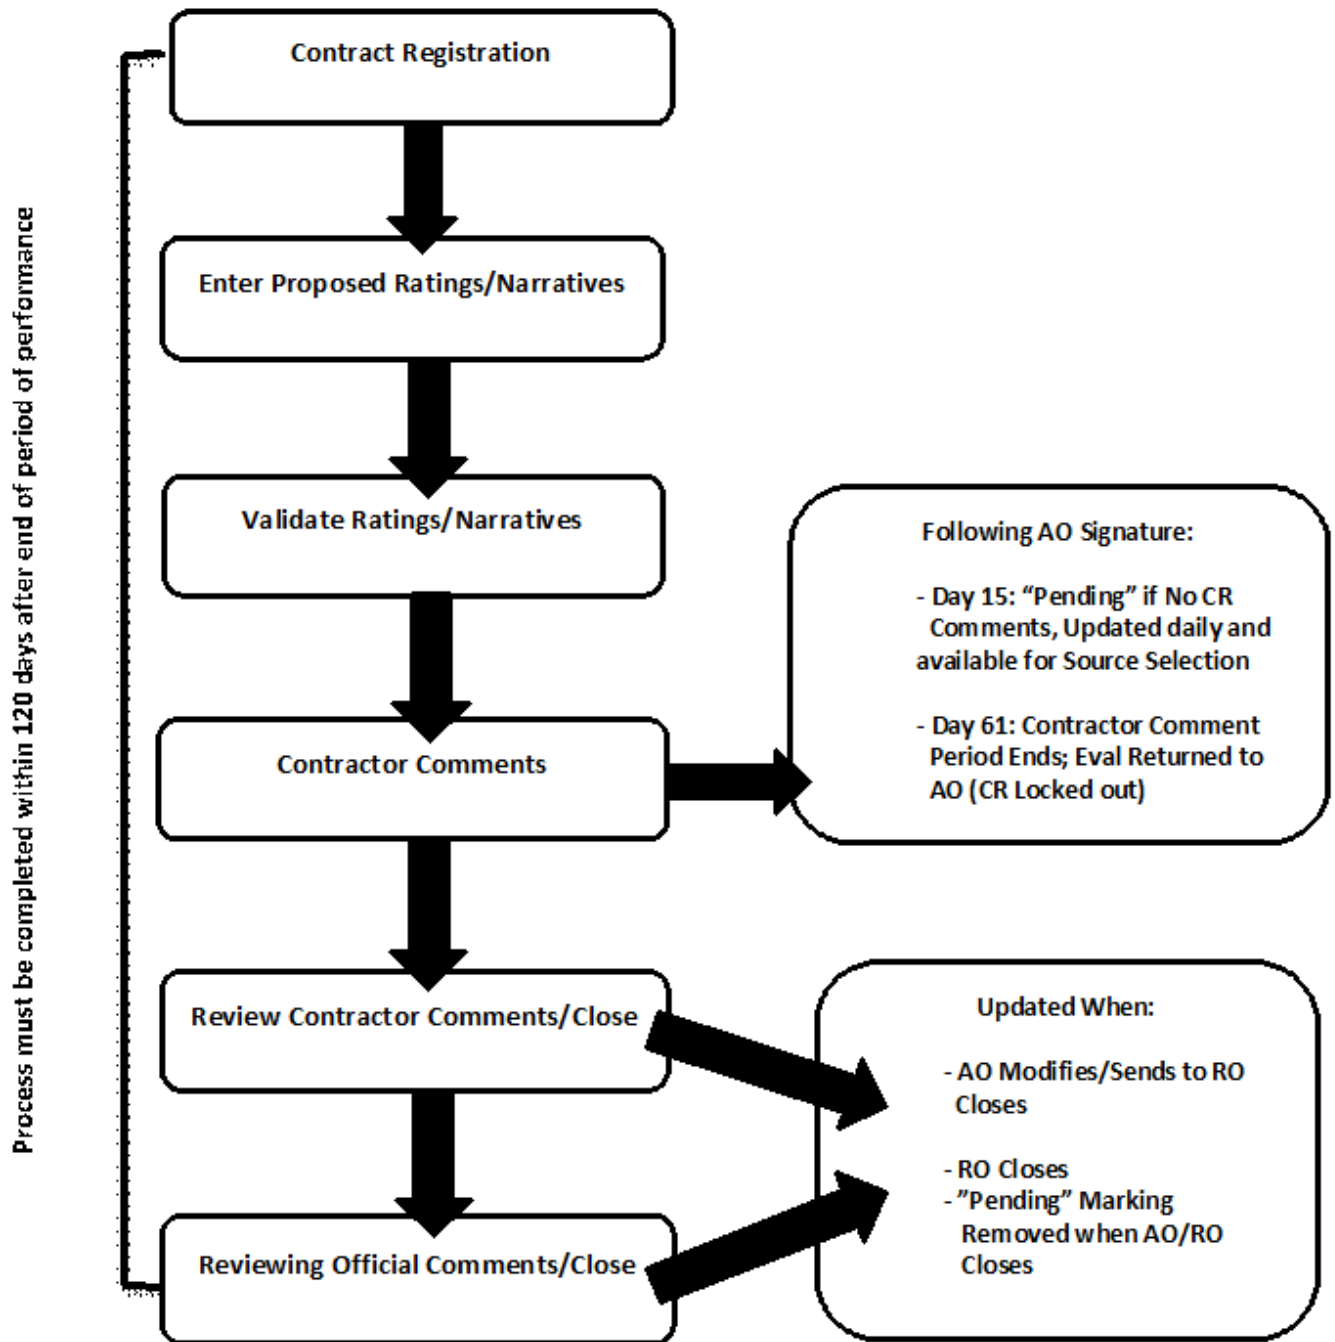 Process must be completed within 120 days after end of period of performance
Contract Registration
Enter Proposed Ratings/Narratives
Validate Ratings/Narratives
Contractor Comments
Following AO Signature:
- Day 15: “Pending” if No CR
Comments, Updated daily and
available for Source Selection
- Day 61: Contractor Comment
Period Ends; Eval Returned to
AO (CR Locked out)
Review Contractor Comments/Close
Reviewing Official Comments/Close
Updated When:
- AO Modifies/Sends to RO
Closes
- RO Closes
- ”Pending” Marking
Removed when AO/RO
Closes